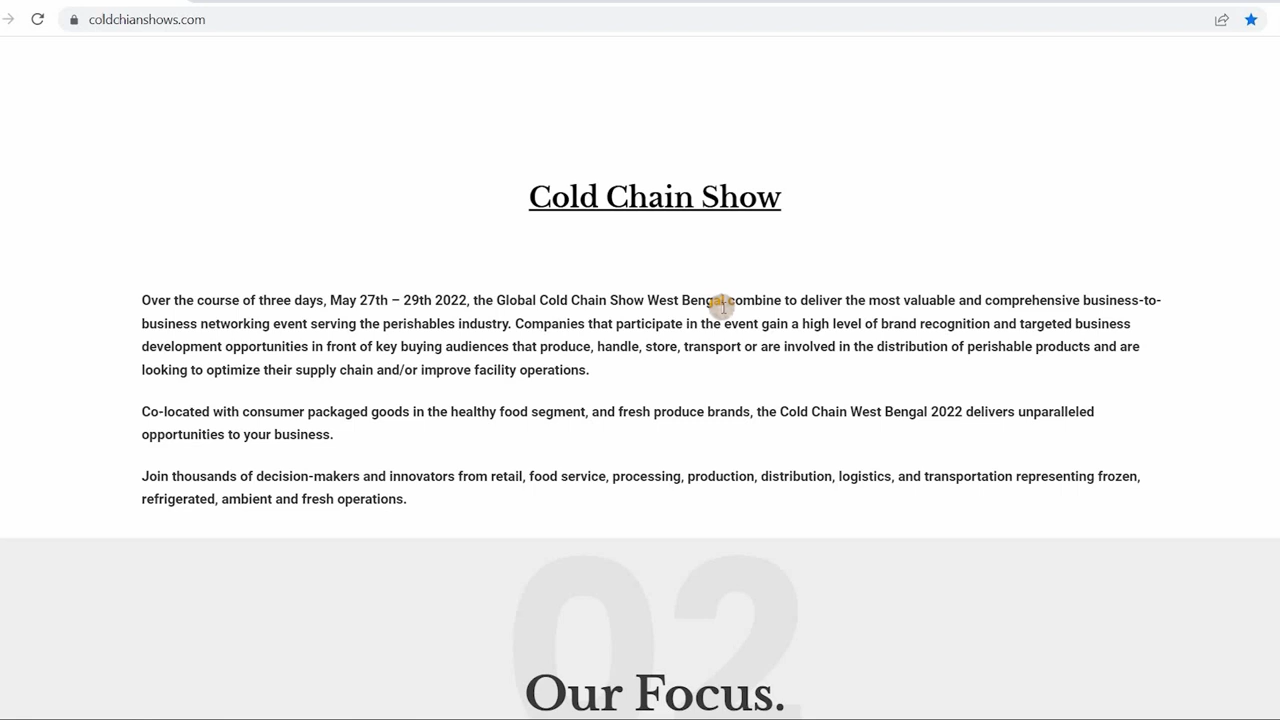 coldchianshows.com
Cold Chain Show
Over the course of three days, May 27th – 29th 2022, the Global Cold Chain Show West Bengal combine to deliver the most valuable and comprehensive business-to-
business networking event serving the perishables industry. Companies that participate in the event gain a high level of brand recognition and targeted business
development opportunities in front of key buying audiences that produce, handle, store, transport or are involved in the distribution of perishable products and are
looking to optimize their supply chain and/or improve facility operations.
Co-located with consumer packaged goods in the healthy food segment, and fresh produce brands, the Cold Chain West Bengal 2022 delivers unparalleled
opportunities to your business.
Join thousands of decision-makers and innovators from retail, food service, processing, production, distribution, logistics, and transportation representing frozen,
refrigerated, ambient and fresh operations.
02
Our Focus.